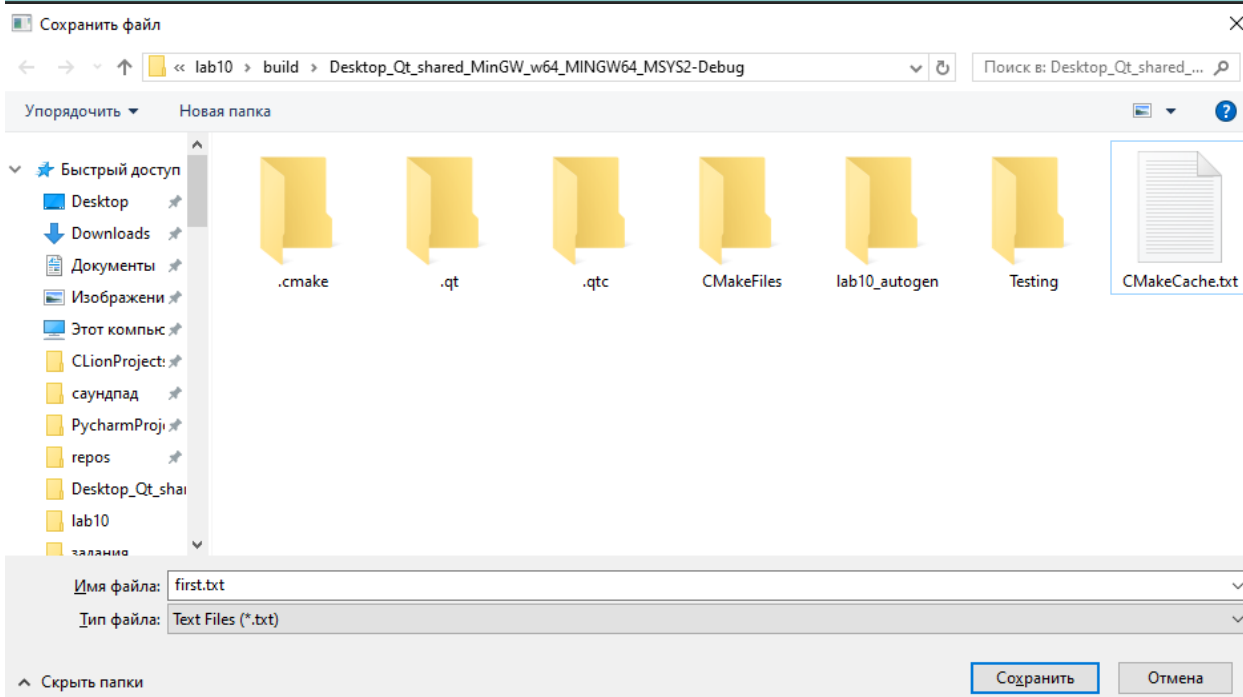 Сохранить файл
« lab10 › build › Desktop_Qt_shared_MinGW_w64_MINGW64_MSYS2-Debug
Поиск в: Desktop_Qt_shared_...
Упорядочить
Новая папка
Быстрый доступ
Desktop
Downloads
Документы
Изображени
Этот компьк
CLionProject:
саундпад
PycharmProj
repos
Desktop_Qt_shar
lab10
задания
.cmake
.qt
.qtc
CMakeFiles
lab10_autogen
Testing
CMakeCache.txt
Имя файла: first.txt
Тип файла: Text Files (*.txt)
Скрыть папки
Сохранить
Отмена